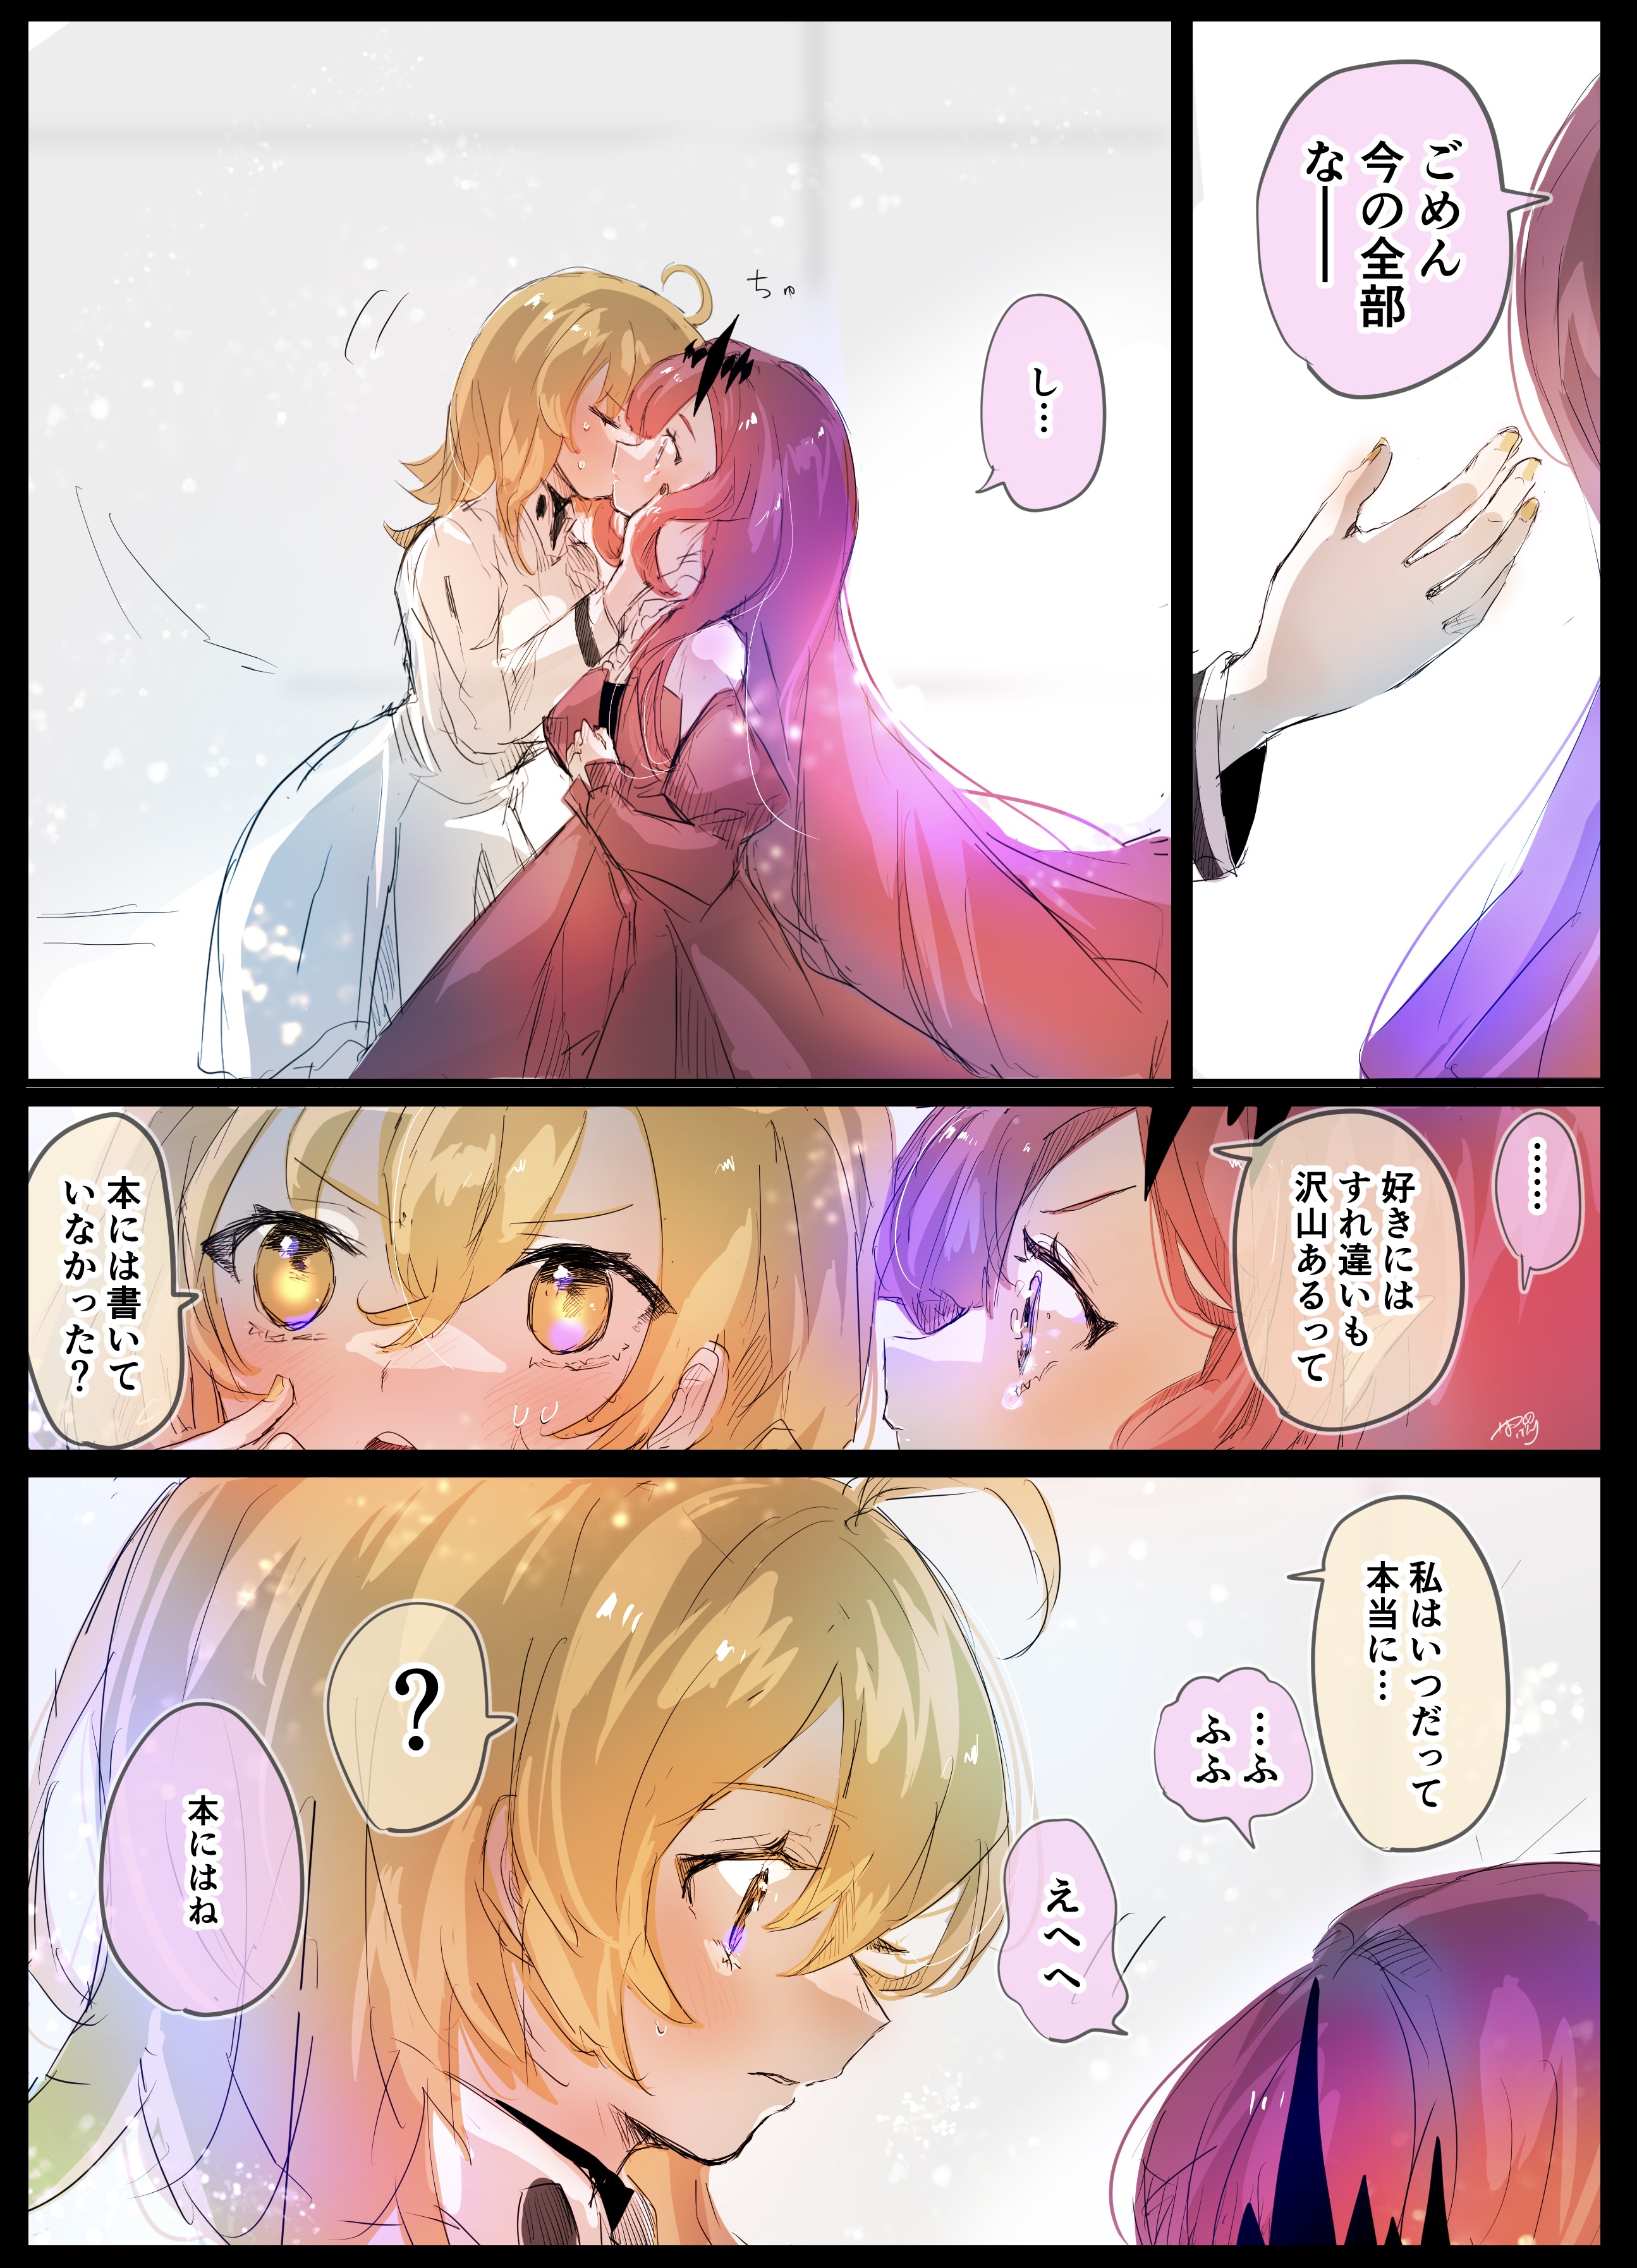 ごめん
今の全部
な――
し…
ちゅ
………
好きには
すれ違いも
沢山あるって
本には書いて
いなかった？
私はいつだって
本当に…
…ふ
ふふ
えへへ
？
本にはね